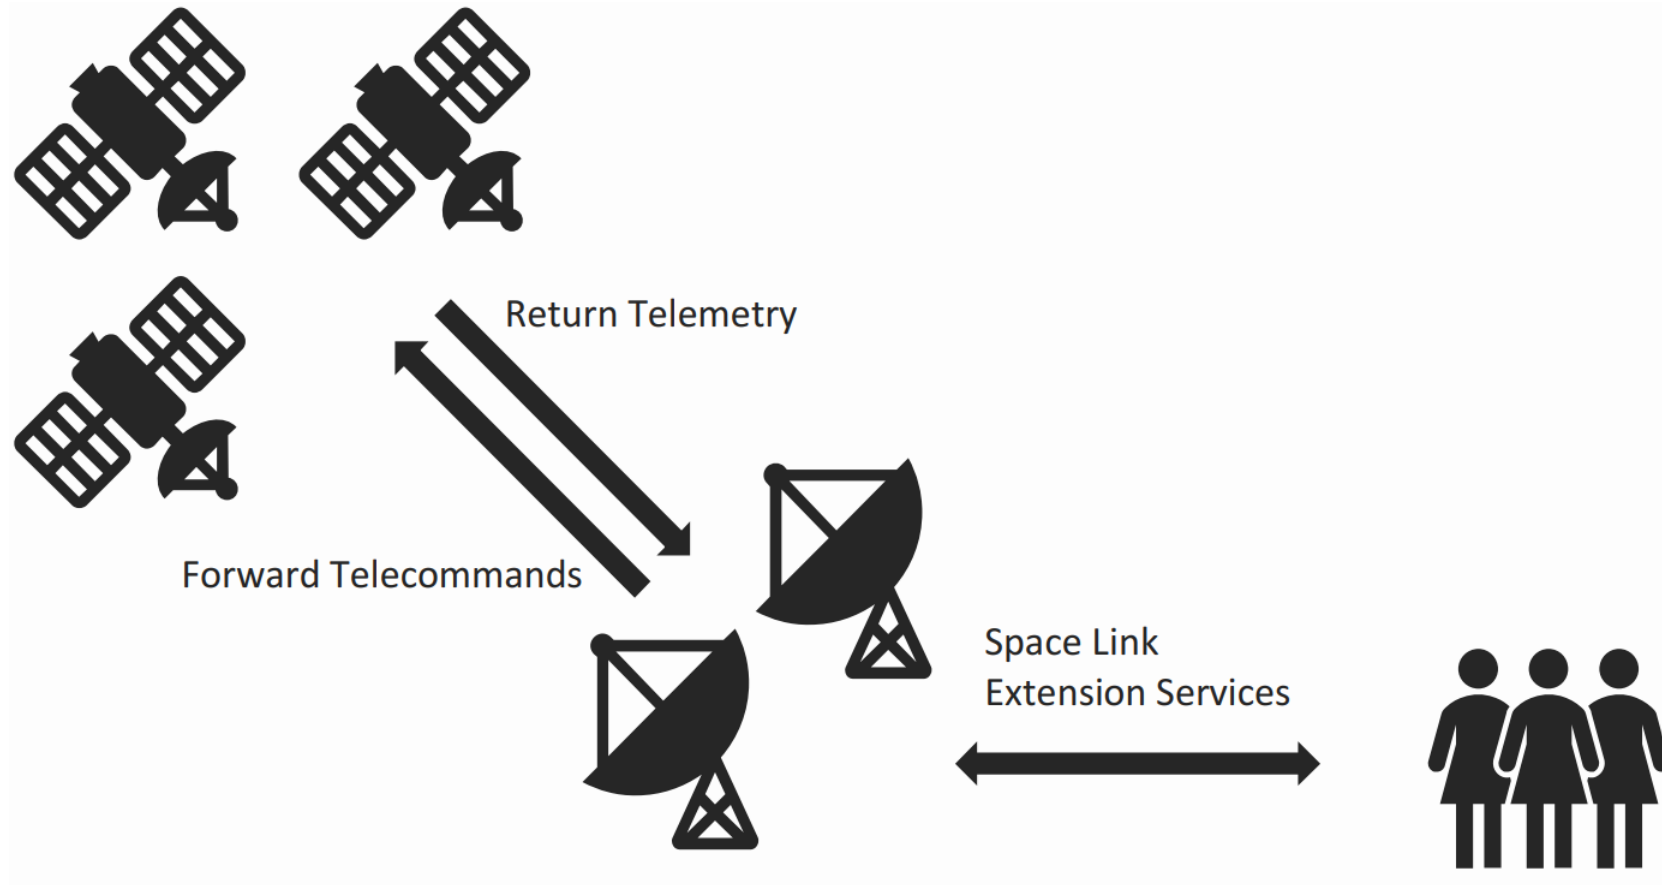 Return Telemetry
Forward Telecommands
Space Link
Extension Services